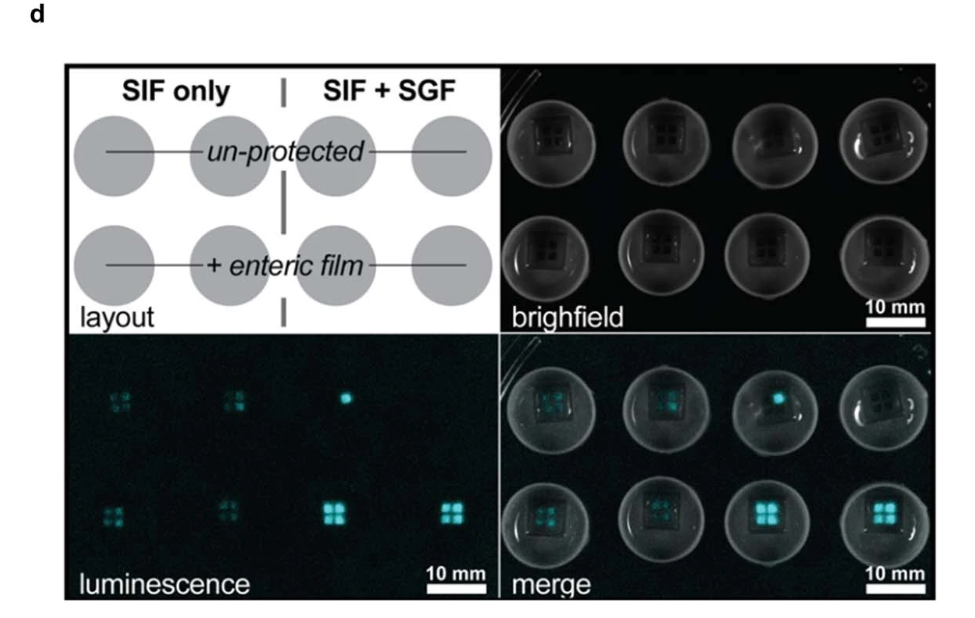 d
SIF only
SIF + SGF
un-protected
+ enteric film
layout
brighfield
10 mm
luminescence
10 mm
merge
10 mm